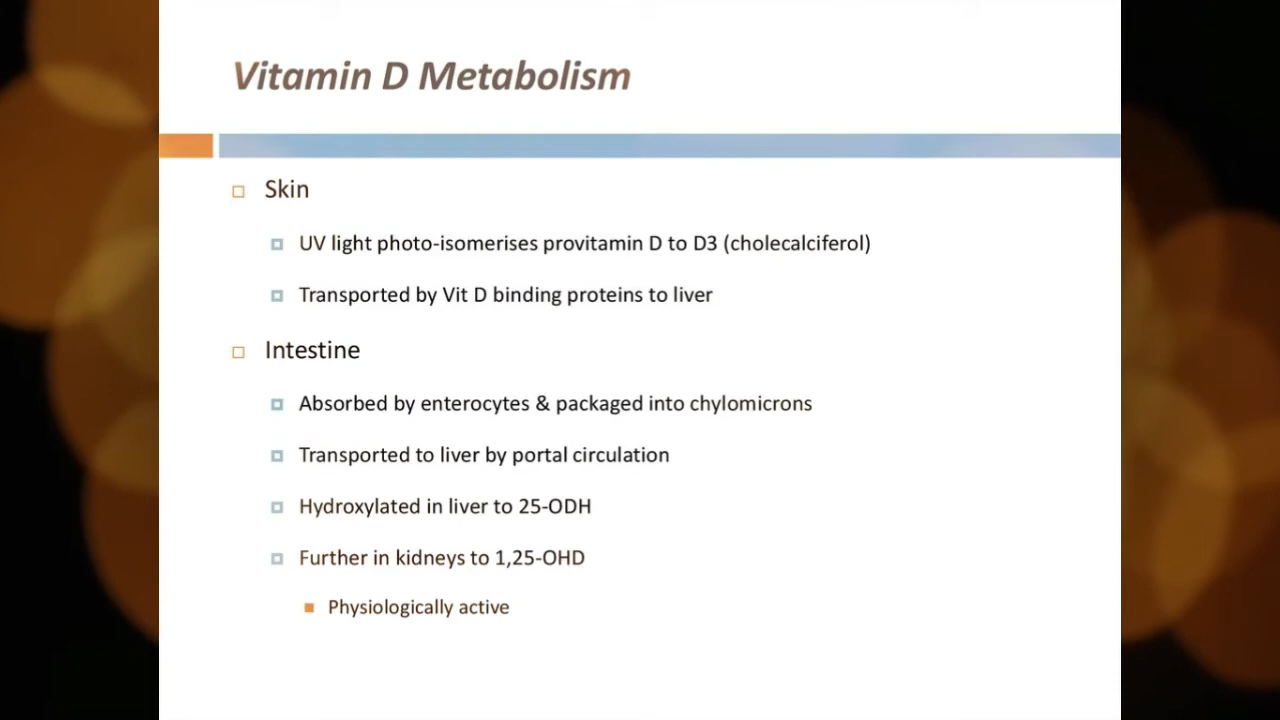 Vitamin D Metabolism
Skin
UV light photo-isomerises provitamin D to D3 (cholecalciferol)
Transported by Vit D binding proteins to liver
Intestine
Absorbed by enterocytes & packaged into chylomicrons
Transported to liver by portal circulation
Hydroxylated in liver to 25-ODH
Further in kidneys to 1,25-OHD
Physiologically active